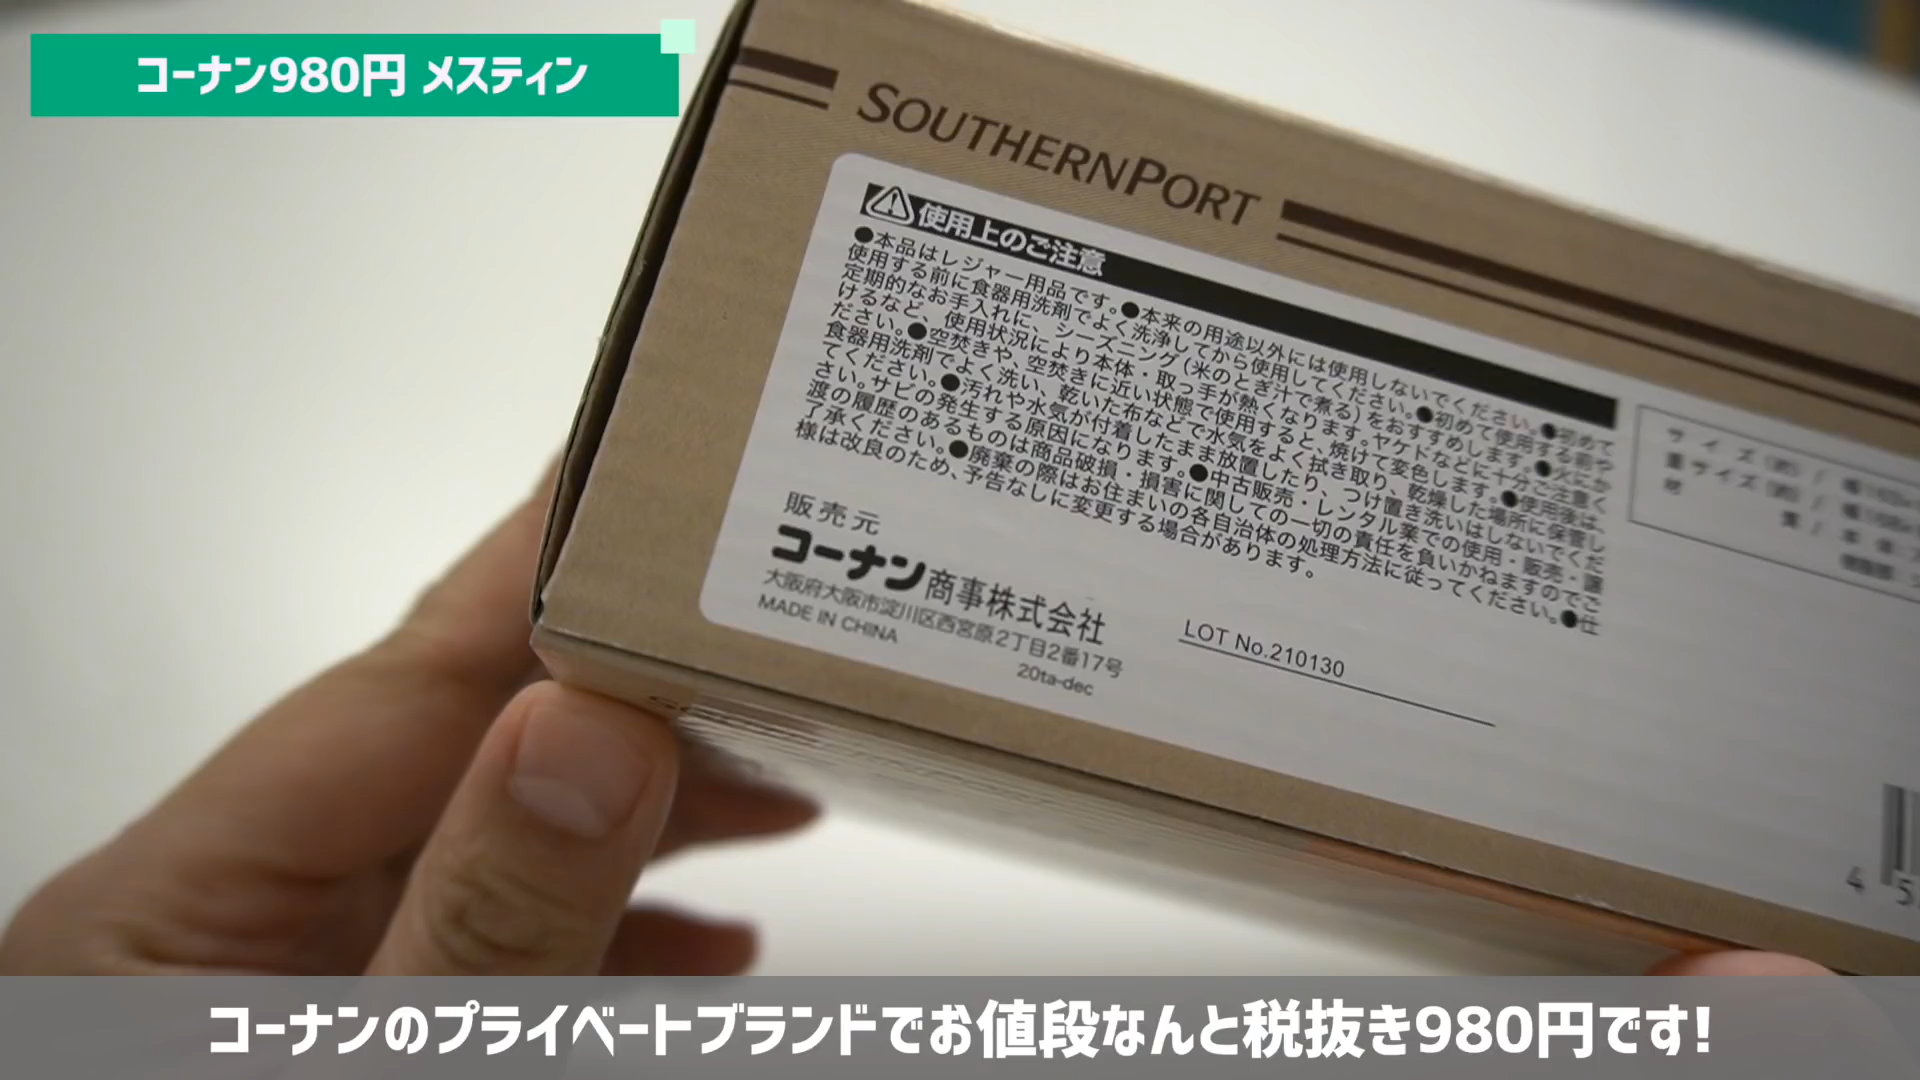 コーナン980円 メスティン
SOUTHERNPORT
使用上のご注意
●本品はレジャー用品です。●本来の用途以外には使用しないでください。●初めて
使用する前に食器用洗剤でよく洗浄してから使用してください。●初めて使用する前や
定期的なお手入れに、シーズニング(米のとぎ汁で煮る)をおすすめします。●火にか
けるなど、使用状況により本体・取っ手が熱くなります。ヤケドなどに十分ご注意く
ださい。●空焚きや、空焚きに近い状態で使用すると、焼けて変色します。●使用後は、
食器用洗剤でよく洗い、乾いた布などで水気をよく拭き取り、乾燥した場所に保管し
てください。●汚れや水気が付着したまま放置したり、つけ置き洗いはしないでくだ
さい。サビの発生する原因になります。●中古販売・レンタル業での使用・販売・譲
渡の履歴のあるものは商品破損・損害に関しての一切の責任を負いかねますのでご
了承ください。●廃棄の際はお住まいの各自治体の処理方法に従ってください。●仕
様は改良のため、予告なしに変更する場合があります。
販売元
コーナン商事株式会社
大阪府大阪市淀川区西宮原2丁目2番17号
MADE IN CHINA
20ta-dec
LOT No.210130
4 5
コーナンのプライベートブランドでお値段なんと税抜き980円です!